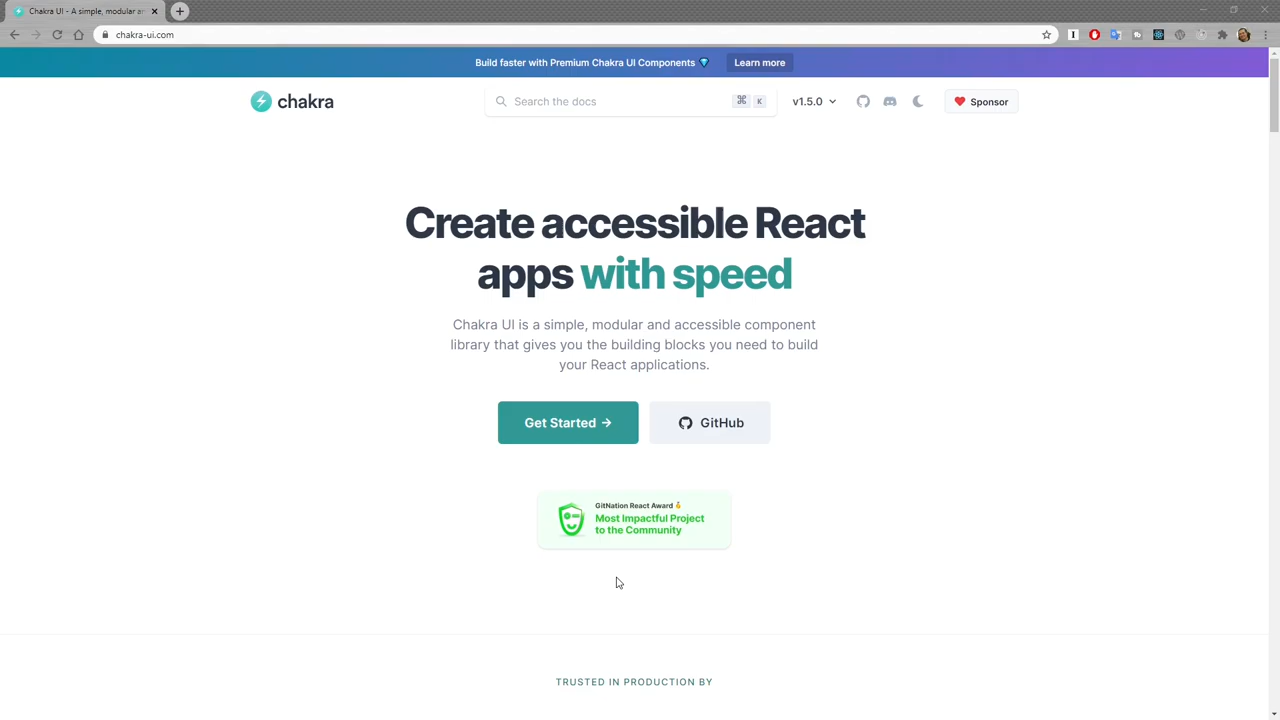 Chakra UI - A simple, modular an
chakra-ui.com
Build faster with Premium Chakra UI Components 💎 Learn more
chakra
Search the docs
⌘ K
v1.5.0
Sponsor
Create accessible React
apps with speed
Chakra UI is a simple, modular and accessible component
library that gives you the building blocks you need to build
your React applications.
Get Started →
GitHub
GitNation React Award 🏅
Most Impactful Project
to the Community
TRUSTED IN PRODUCTION BY